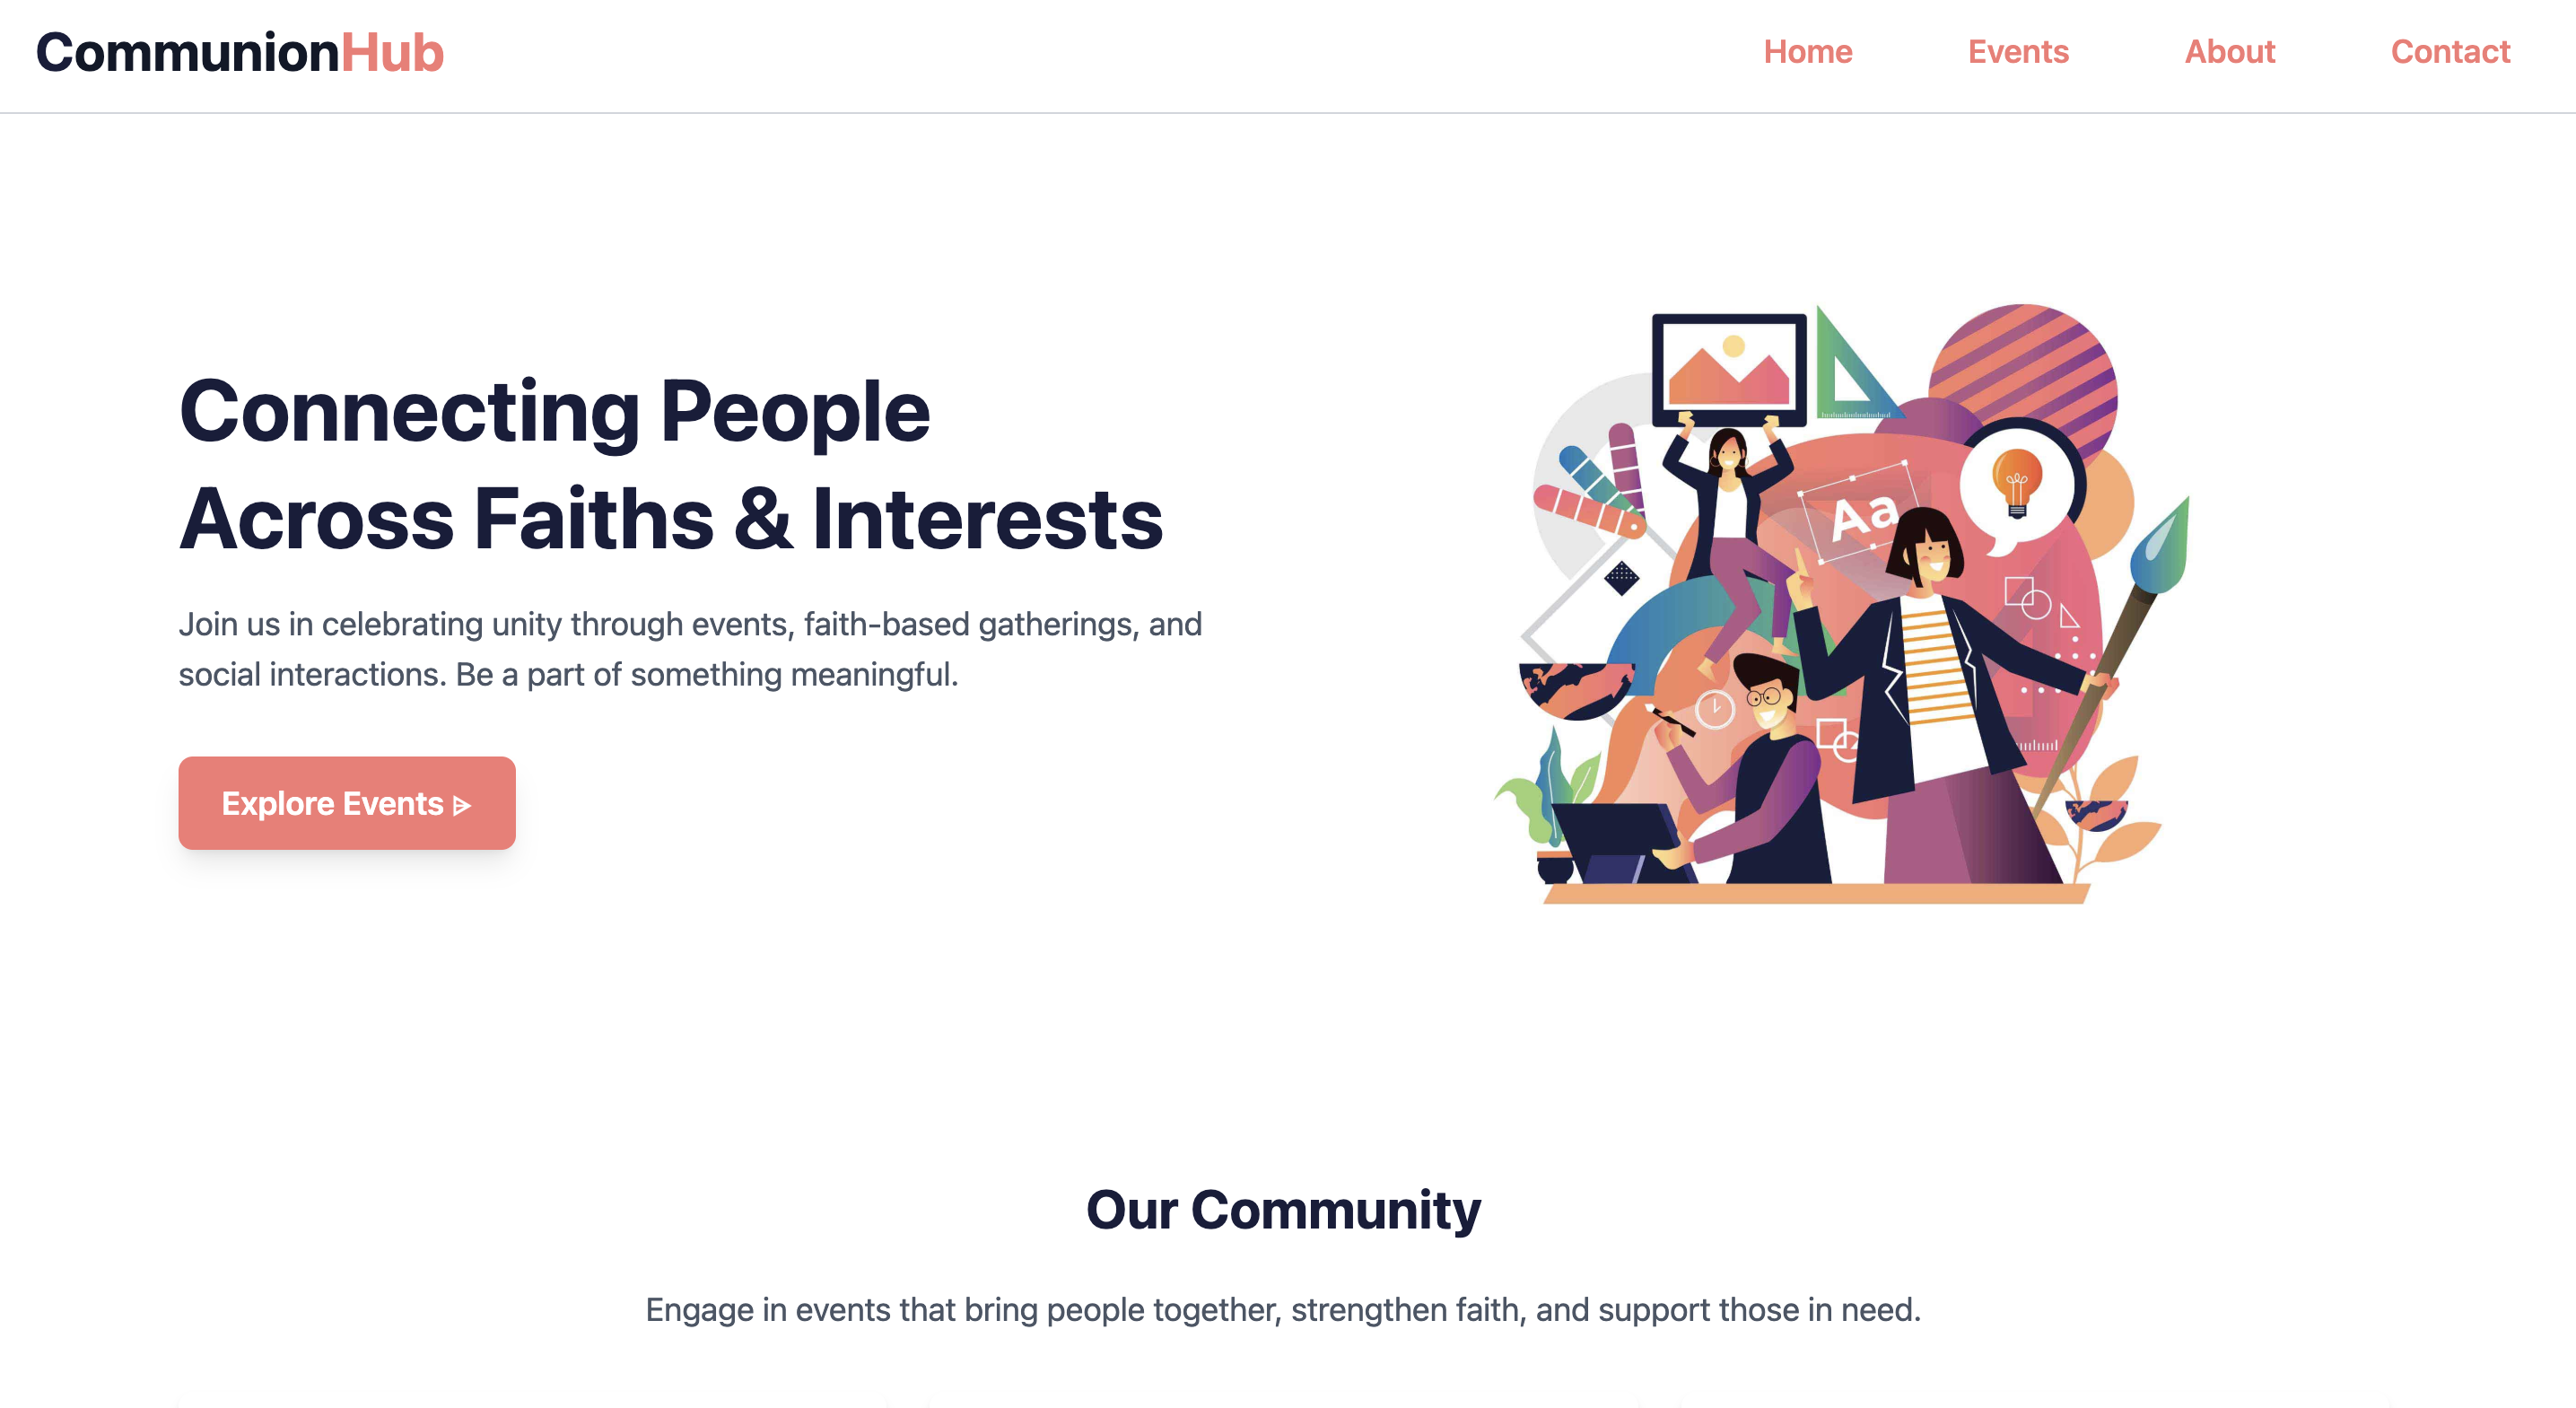 CommunionHub
Home Events About Contact
Connecting People
Across Faiths & Interests
Join us in celebrating unity through events, faith-based gatherings, and
social interactions. Be a part of something meaningful.
Explore Events ⩥
Aa
Our Community
Engage in events that bring people together, strengthen faith, and support those in need.